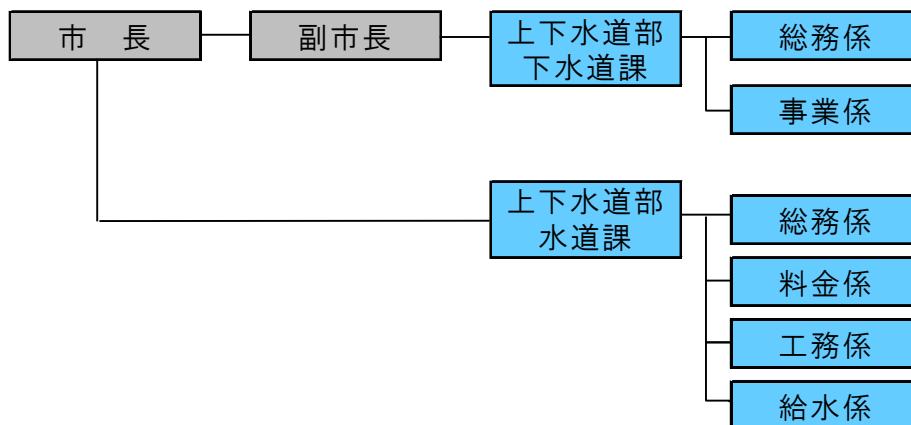 市　長
副市長
上下水道部
下水道課
総務係
事業係
上下水道部
水道課
総務係
料金係
工務係
給水係